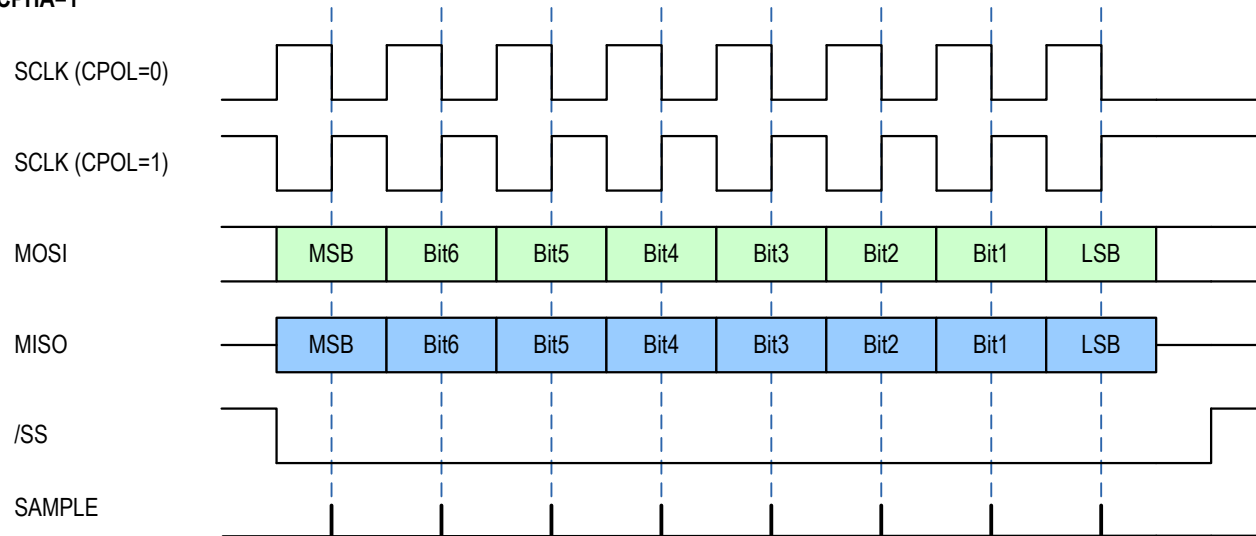 CPHA=1
SCLK (CPOL=0)
SCLK (CPOL=1)
MOSI MSB Bit6 Bit5 Bit4 Bit3 Bit2 Bit1 LSB
MISO MSB Bit6 Bit5 Bit4 Bit3 Bit2 Bit1 LSB
/SS
SAMPLE